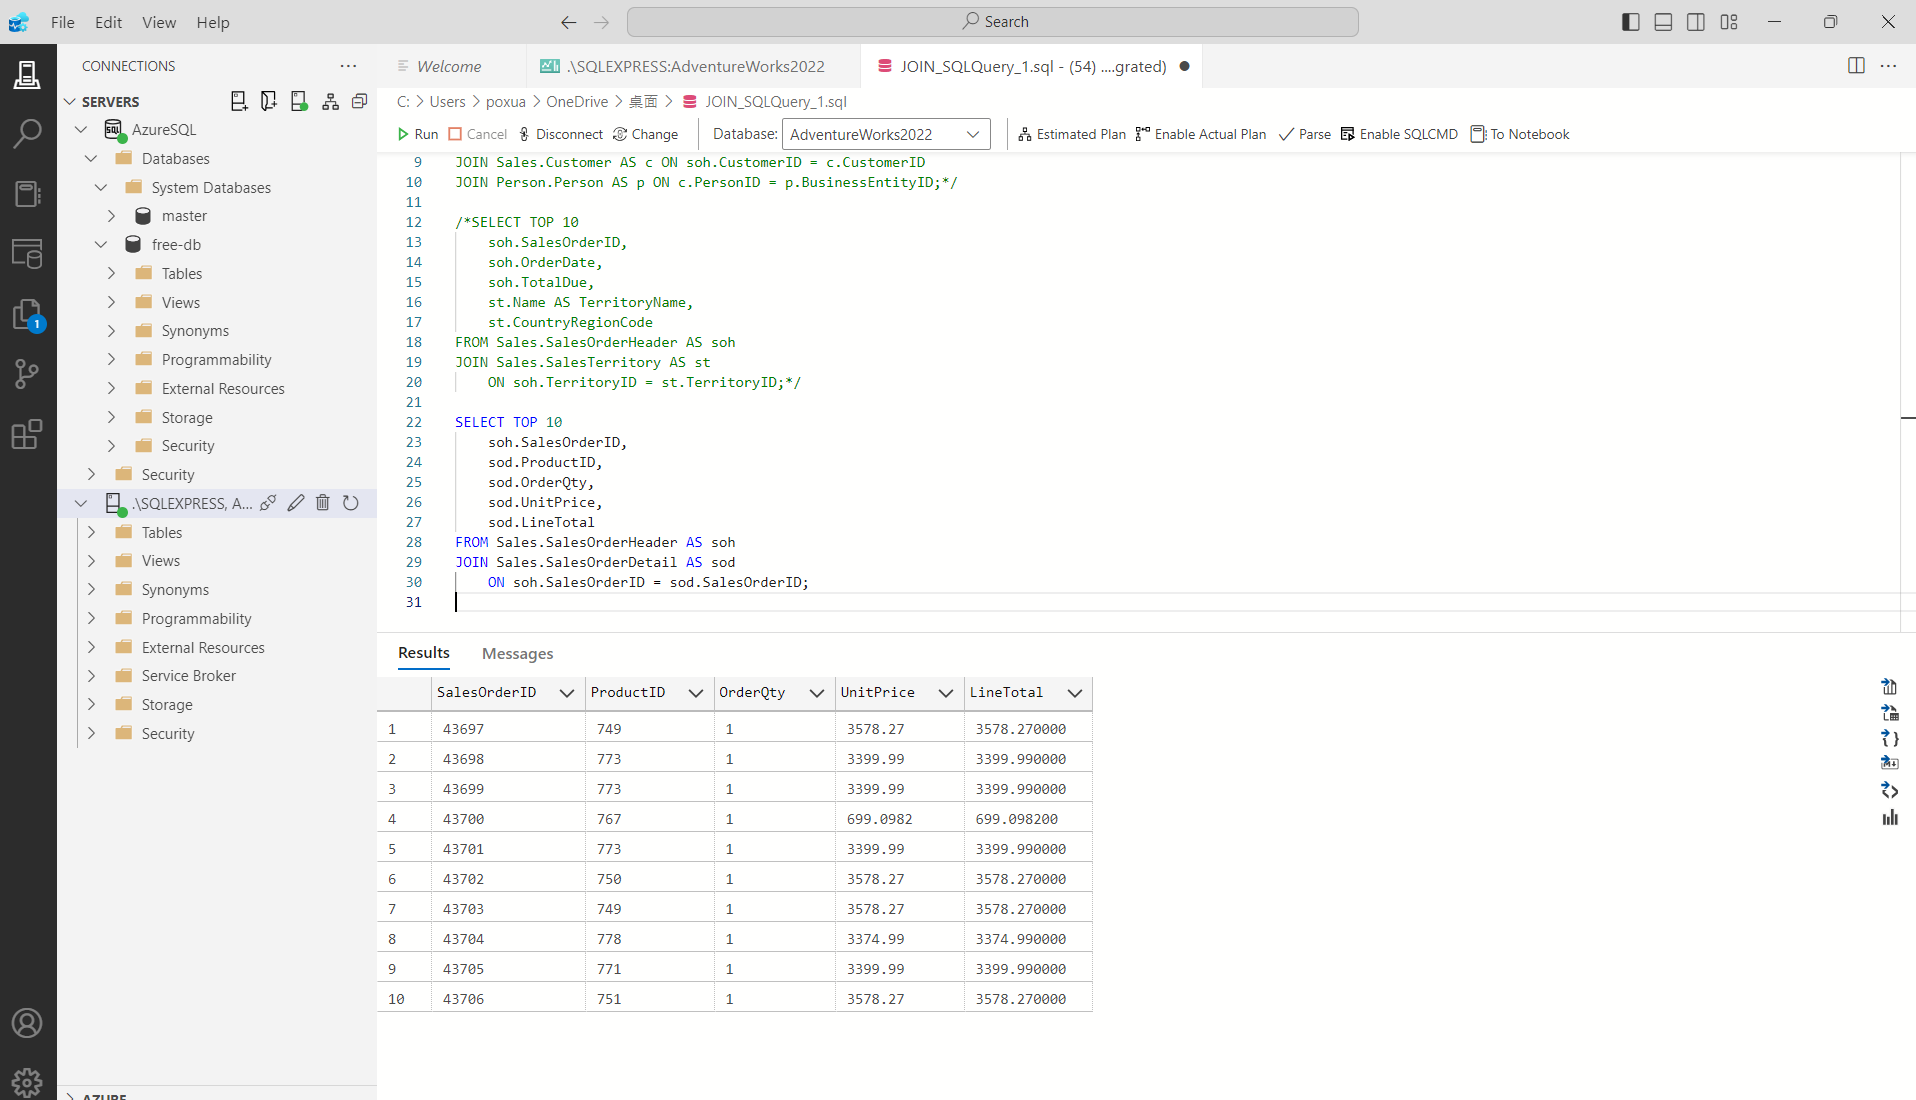 File Edit View Help
Search
CONNECTIONS
SERVERS
AzureSQL
Databases
System Databases
master
free-db
Tables
Views
Synonyms
Programmability
External Resources
Storage
Security
Security
.\SQLEXPRESS, A...
Tables
Views
Synonyms
Programmability
External Resources
Service Broker
Storage
Security
AZURE
1
Welcome
.\SQLEXPRESS:AdventureWorks2022
JOIN_SQLQuery_1.sql - (54) ....grated)
C: > Users > poxua > OneDrive > 桌面 > JOIN_SQLQuery_1.sql
Run Cancel Disconnect Change Database: AdventureWorks2022 Estimated Plan Enable Actual Plan Parse Enable SQLCMD To Notebook
9 JOIN Sales.Customer AS c ON soh.CustomerID = c.CustomerID
10 JOIN Person.Person AS p ON c.PersonID = p.BusinessEntityID;*/
11
12 /*SELECT TOP 10
13 soh.SalesOrderID,
14 soh.OrderDate,
15 soh.TotalDue,
16 st.Name AS TerritoryName,
17 st.CountryRegionCode
18 FROM Sales.SalesOrderHeader AS soh
19 JOIN Sales.SalesTerritory AS st
20 ON soh.TerritoryID = st.TerritoryID;*/
21
22 SELECT TOP 10
23 soh.SalesOrderID,
24 sod.ProductID,
25 sod.OrderQty,
26 sod.UnitPrice,
27 sod.LineTotal
28 FROM Sales.SalesOrderHeader AS soh
29 JOIN Sales.SalesOrderDetail AS sod
30 ON soh.SalesOrderID = sod.SalesOrderID;
31
Results Messages
SalesOrderID ProductID OrderQty UnitPrice LineTotal
1 43697 749 1 3578.27 3578.270000
2 43698 773 1 3399.99 3399.990000
3 43699 773 1 3399.99 3399.990000
4 43700 767 1 699.0982 699.098200
5 43701 773 1 3399.99 3399.990000
6 43702 750 1 3578.27 3578.270000
7 43703 749 1 3578.27 3578.270000
8 43704 778 1 3374.99 3374.990000
9 43705 771 1 3399.99 3399.990000
10 43706 751 1 3578.27 3578.270000